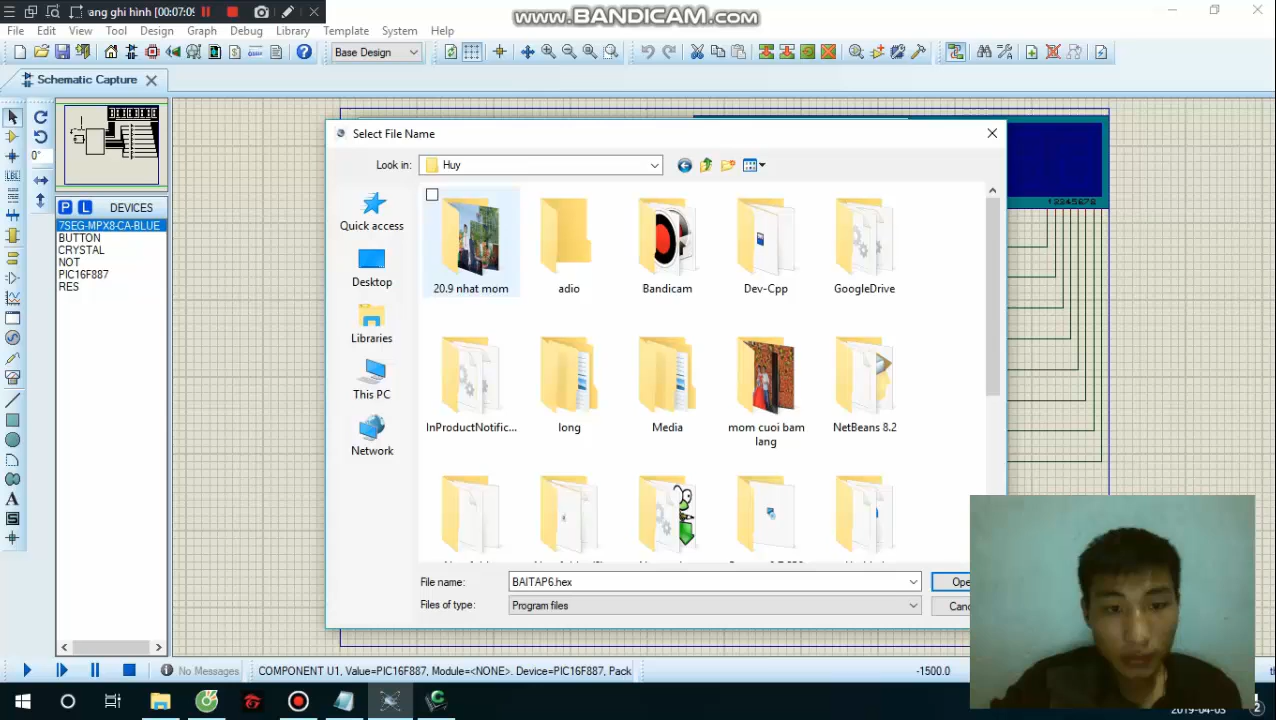 ang ghi hình [00:07:09]
www.BANDICAM.com
File Edit View Tool Design Graph Debug Library Template System Help
Base Design
Schematic Capture
0°
P L DEVICES
7SEG-MPX8-CA-BLUE
BUTTON
CRYSTAL
NOT
PIC16F887
RES
Select File Name
Look in: Huy
Quick access
Desktop
Libraries
This PC
Network
20.9 nhat mom adio Bandicam Dev-Cpp GoogleDrive
InProductNotific... long Media mom cuoi bam lang NetBeans 8.2
File name: BAITAP6.hex Ope
Files of type: Program files Canc
12345678
No Messages COMPONENT U1, Value=PIC16F887, Module=<NONE>. Device=PIC16F887, Pack -1500.0
2019-04-03
2